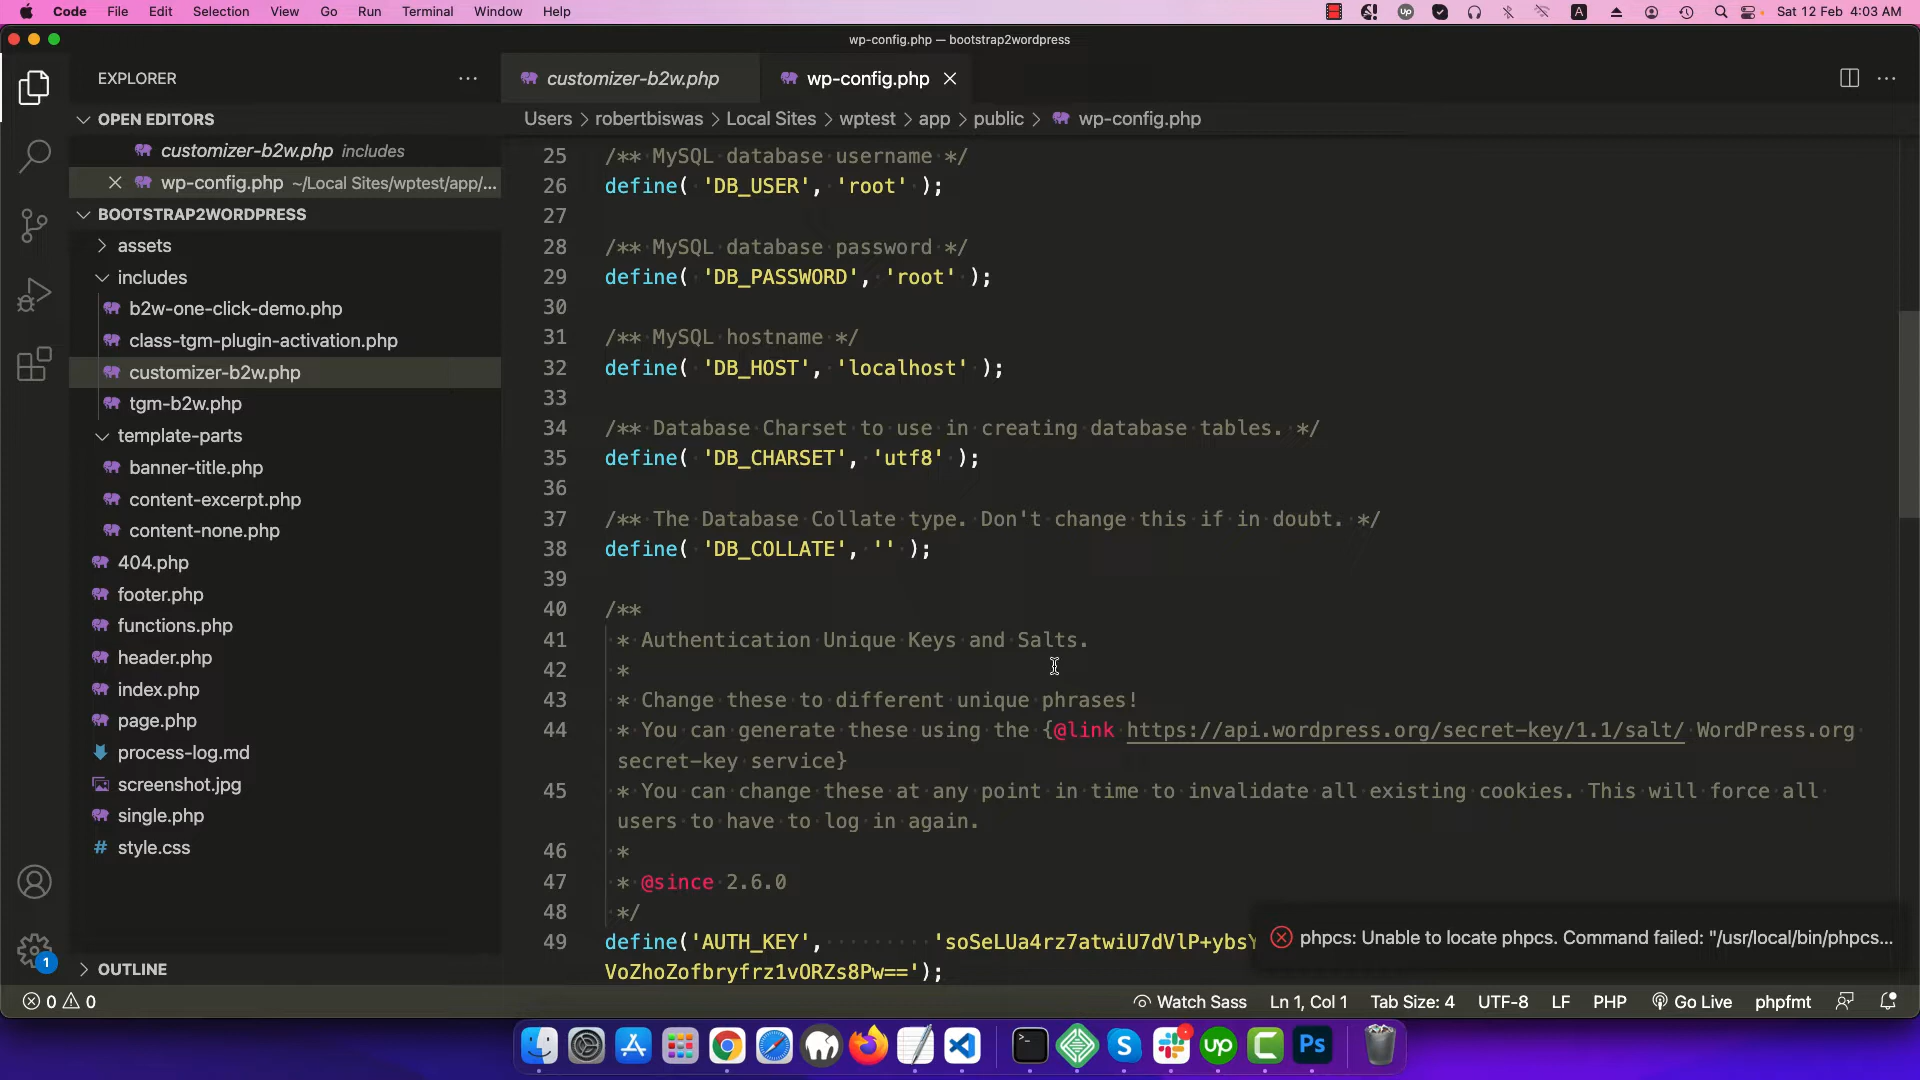 Code File Edit Selection View Go Run Terminal Window Help
A Sat 12 Feb 4:03 AM
wp-config.php — bootstrap2wordpress
EXPLORER
customizer-b2w.php
wp-config.php
OPEN EDITORS
Users > robertbiswas > Local Sites > wptest > app > public > wp-config.php
customizer-b2w.php includes
wp-config.php ~/Local Sites/wptest/app/...
BOOTSTRAP2WORDPRESS
assets
includes
b2w-one-click-demo.php
class-tgm-plugin-activation.php
customizer-b2w.php
tgm-b2w.php
template-parts
banner-title.php
content-excerpt.php
content-none.php
404.php
footer.php
functions.php
header.php
index.php
page.php
process-log.md
screenshot.jpg
single.php
# style.css
OUTLINE
25 /** MySQL database username */
26 define( 'DB_USER', 'root' );
27
28 /** MySQL database password */
29 define( 'DB_PASSWORD', 'root' );
30
31 /** MySQL hostname */
32 define( 'DB_HOST', 'localhost' );
33
34 /** Database Charset to use in creating database tables. */
35 define( 'DB_CHARSET', 'utf8' );
36
37 /** The Database Collate type. Don't change this if in doubt. */
38 define( 'DB_COLLATE', '' );
39
40 /**
41 * Authentication Unique Keys and Salts.
42 *
43 * Change these to different unique phrases!
44 * You can generate these using the {@link https://api.wordpress.org/secret-key/1.1/salt/ WordPress.org
secret-key service}
45 * You can change these at any point in time to invalidate all existing cookies. This will force all
users to have to log in again.
46 *
47 * @since 2.6.0
48 */
49 define('AUTH_KEY', 'soSeLUa4rz7atwiU7dVlP+ybsY
VoZhoZofbryfrz1vORZs8Pw==');
phpcs: Unable to locate phpcs. Command failed: "/usr/local/bin/phpcs...
1
0 0
Watch Sass Ln 1, Col 1 Tab Size: 4 UTF-8 LF PHP Go Live phpfmt
up
Ps